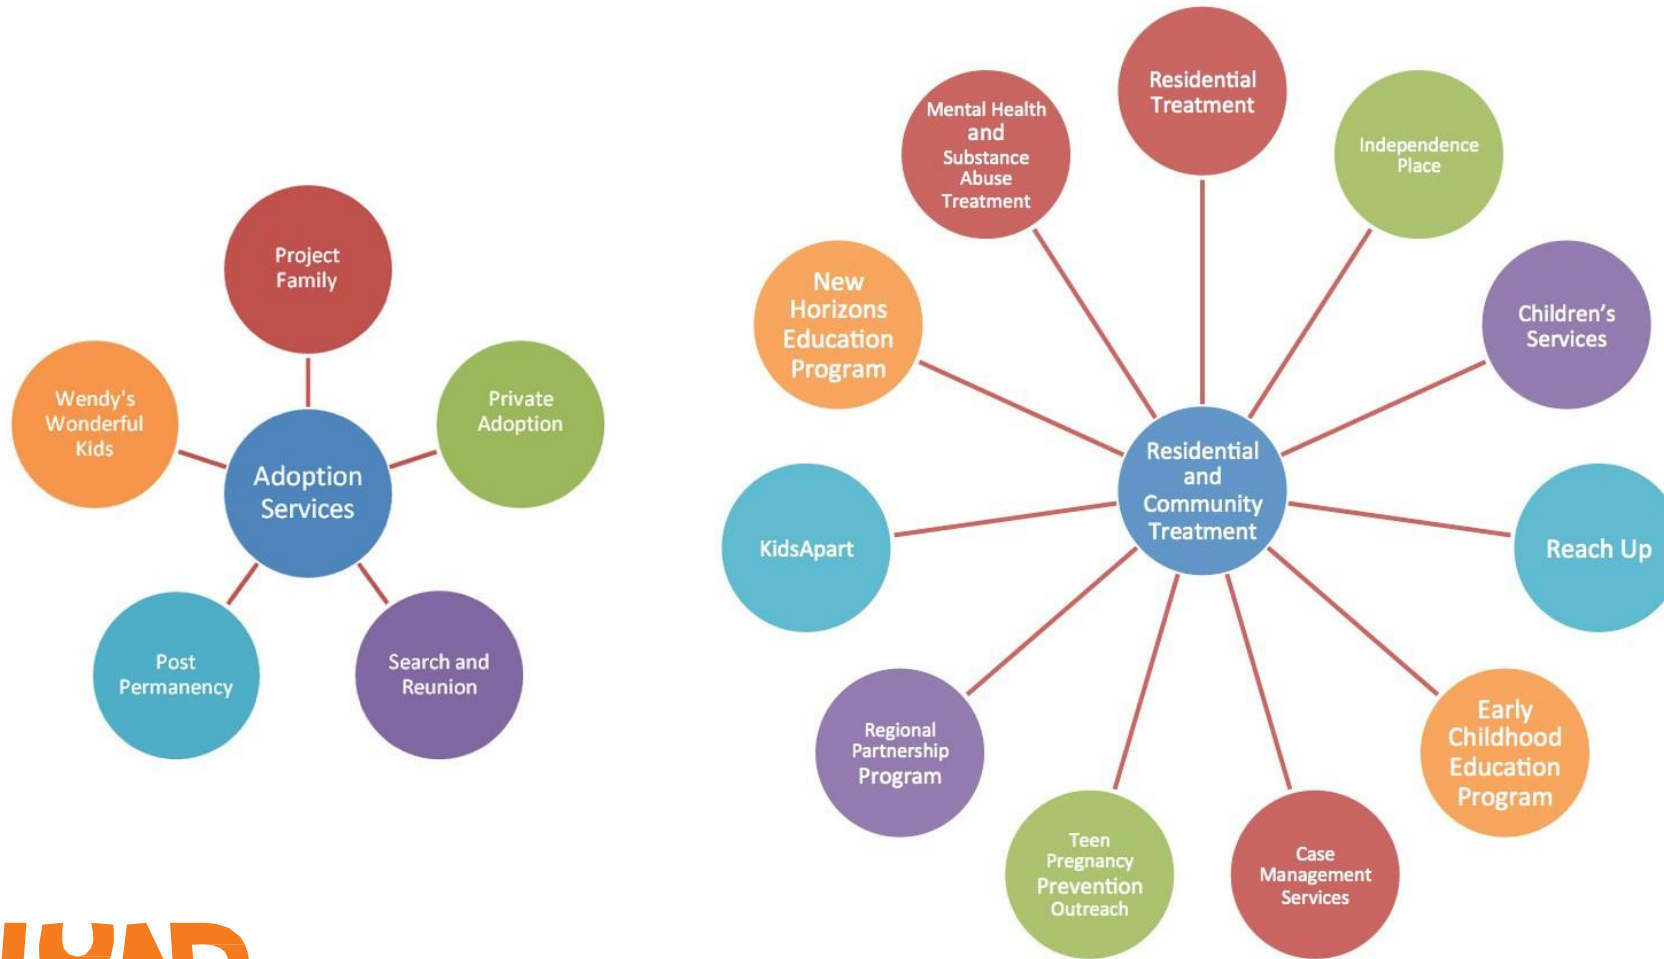 Project
Family
Wendy's
Wonderful
Kids
Private
Adoption
Adoption
Services
Post
Permanency
Search and
Reunion
Residential
Treatment
Mental Health
and
Substance
Abuse
Treatment
Independence
Place
New
Horizons
Education
Program
Children’s
Services
Residential
and
Community
Treatment
KidsApart
Reach Up
Regional
Partnership
Program
Early
Childhood
Education
Program
Teen
Pregnancy
Prevention
Outreach
Case
Management
Services